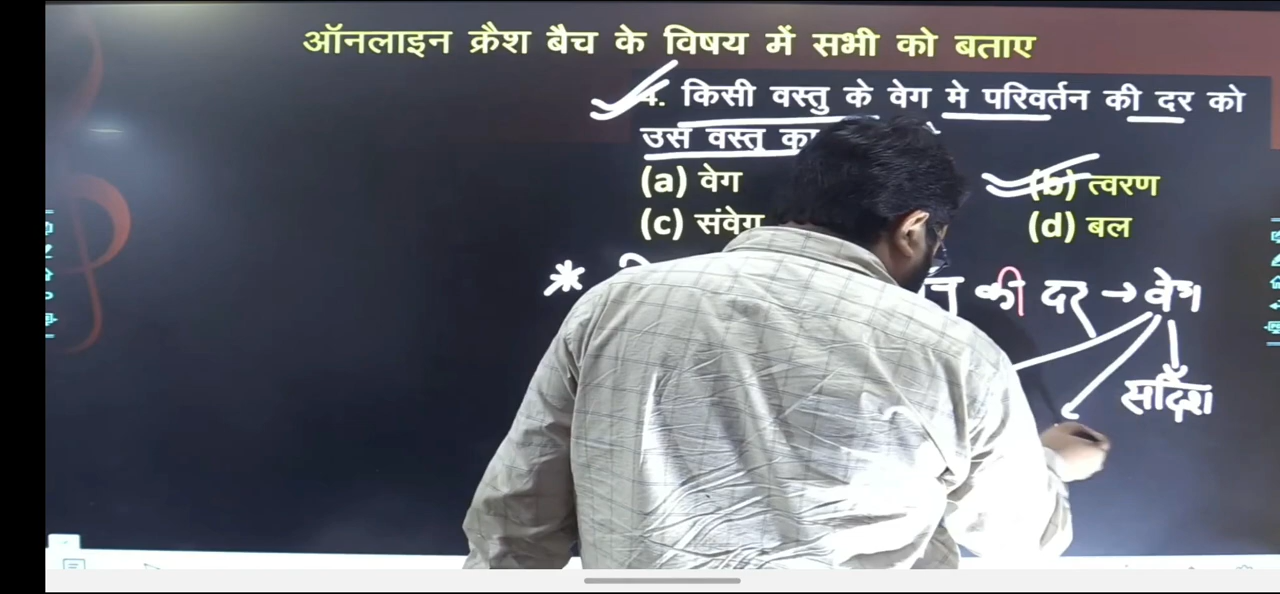 ऑनलाइन क्रैश बैच के विषय में सभी को बताए
4. किसी वस्तु के वेग मे परिवर्तन की दर को
उस वस्तु का
(a) वेग
(b) त्वरण
(c) संवेग
(d) बल
* की दर → वेग
सदिश